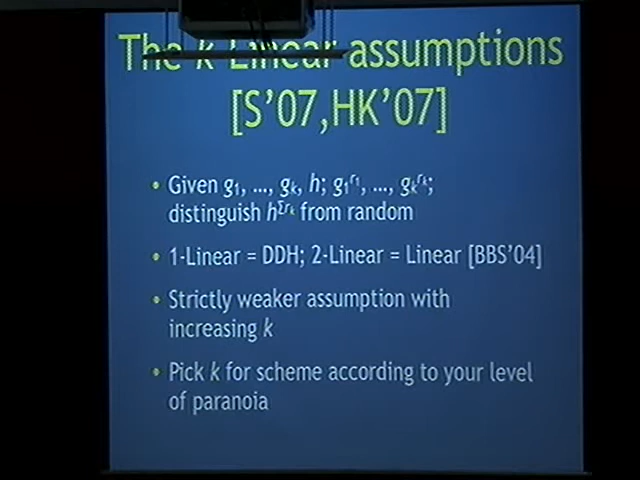 The k-Linear assumptions
[S'07,HK'07]
• Given g₁, ..., gₖ, h; g₁^r₁, ..., gₖ^rₖ;
distinguish h^Σrₖ from random
• 1-Linear = DDH; 2-Linear = Linear [BBS'04]
• Strictly weaker assumption with
increasing k
• Pick k for scheme according to your level
of paranoia